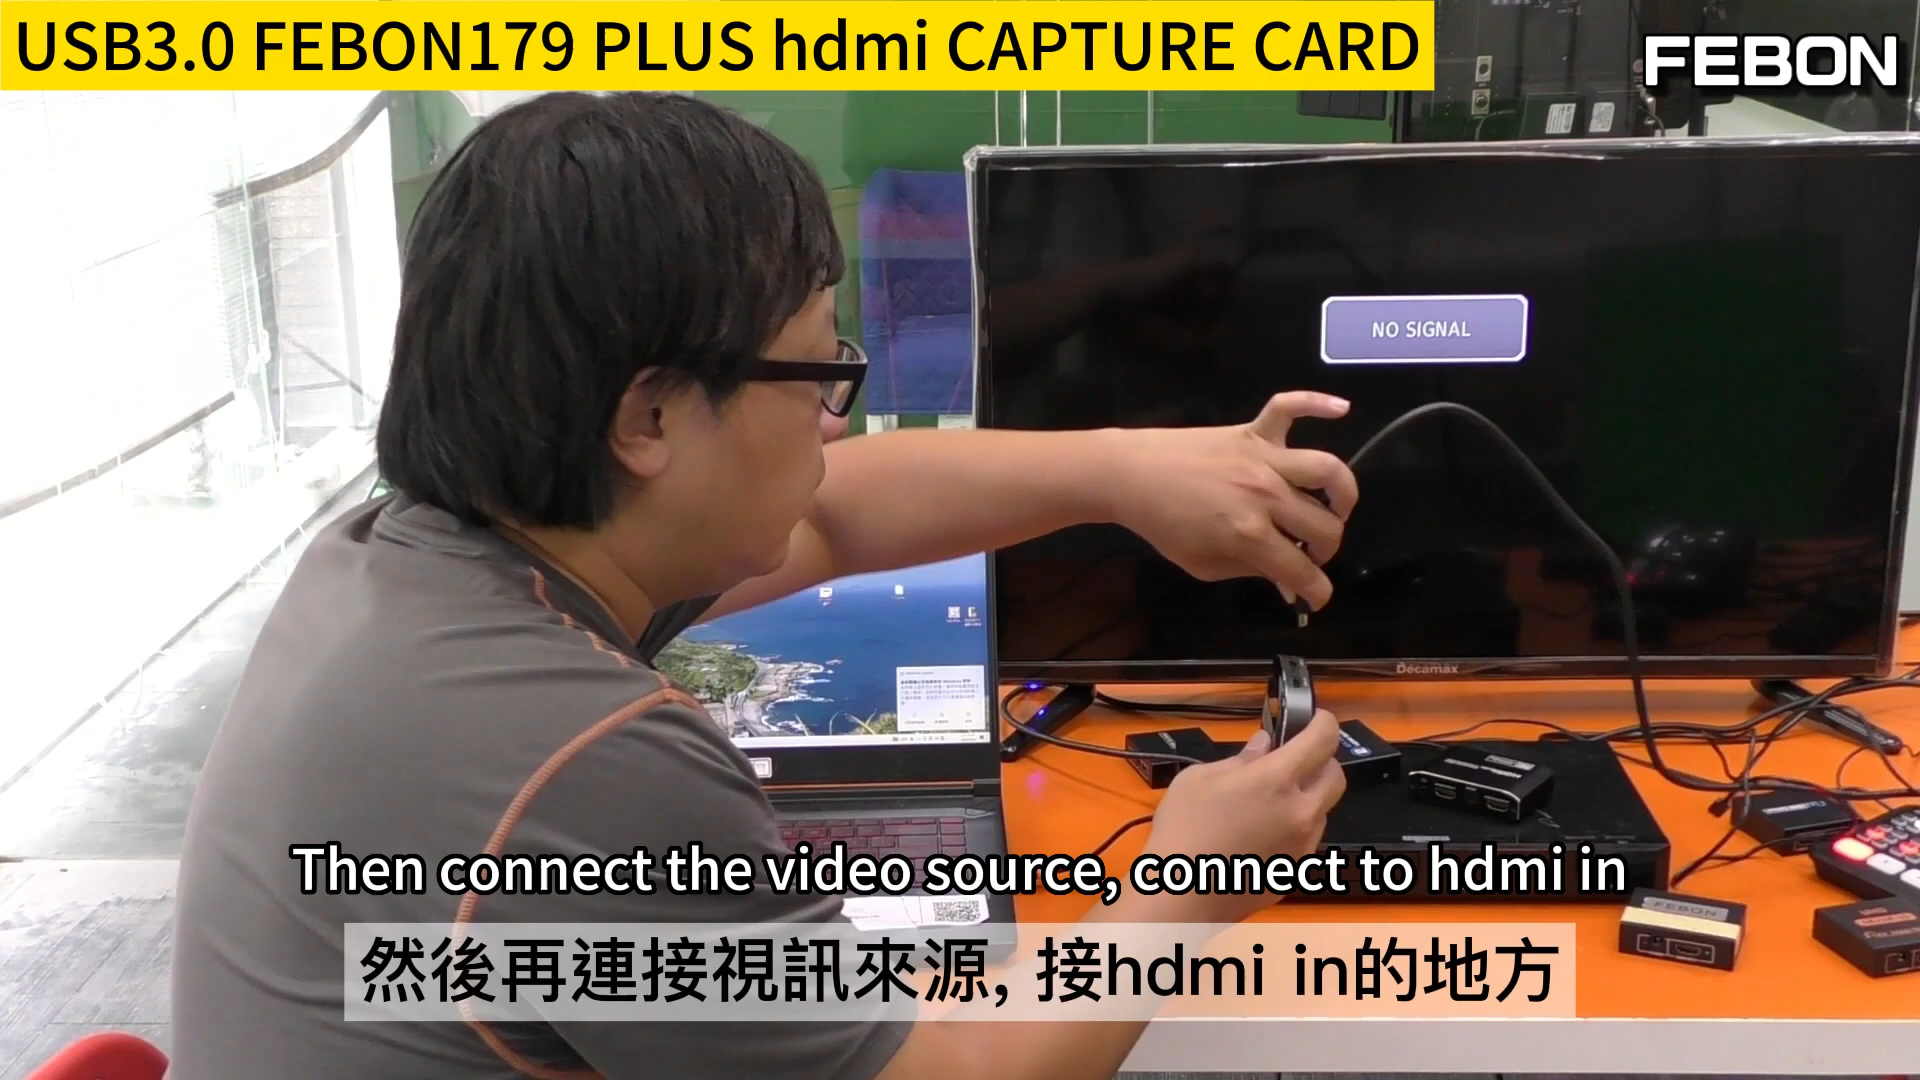 USB3.0 FEBON179 PLUS hdmi CAPTURE CARD
FEBON
NO SIGNAL
Decamax
FEBON
Then connect the video source, connect to hdmi in
然後再連接視訊來源, 接hdmi in的地方